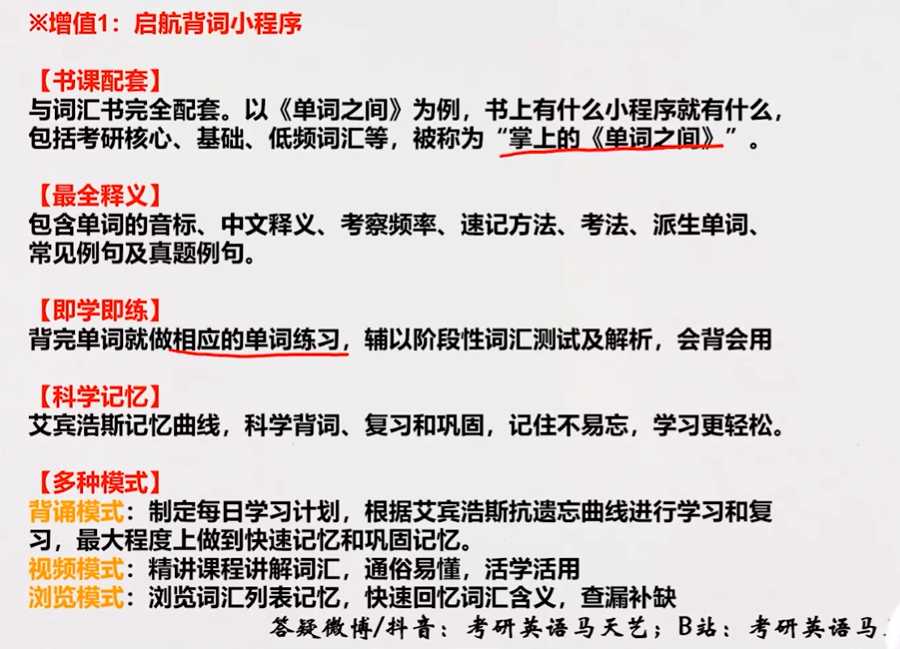 ※增值1：启航背词小程序
【书课配套】
与词汇书完全配套。以《单词之间》为例，书上有什么小程序就有什么，
包括考研核心、基础、低频词汇等，被称为“掌上的《单词之间》”。
【最全释义】
包含单词的音标、中文释义、考察频率、速记方法、考法、派生单词、
常见例句及真题例句。
【即学即练】
背完单词就做相应的单词练习，辅以阶段性词汇测试及解析，会背会用
【科学记忆】
艾宾浩斯记忆曲线，科学背词、复习和巩固，记住不易忘，学习更轻松。
【多种模式】
背诵模式：制定每日学习计划，根据艾宾浩斯抗遗忘曲线进行学习和复
习，最大程度上做到快速记忆和巩固记忆。
视频模式：精讲课程讲解词汇，通俗易懂，活学活用
浏览模式：浏览词汇列表记忆，快速回忆词汇含义，查漏补缺
答疑微博/抖音：考研英语马天艺；B站：考研英语马